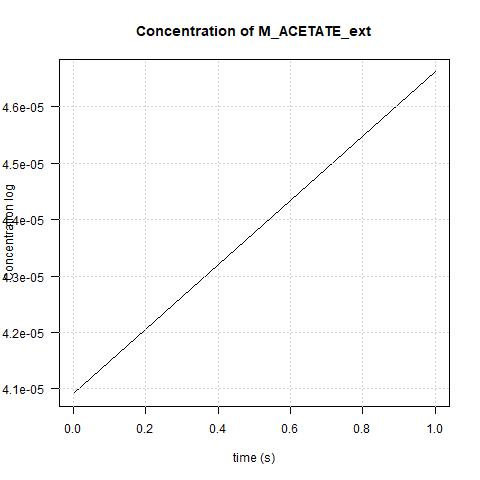 Concentration of M_ACETATE_ext
Concentration log
4.6e-05
4.5e-05
4.4e-05
4.3e-05
4.2e-05
4.1e-05
0.0 0.2 0.4 0.6 0.8 1.0
time (s)